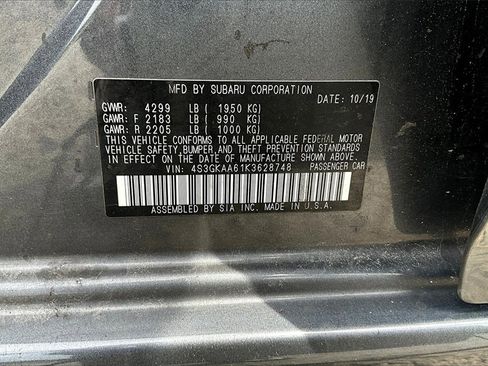 MFD BY SUBARU CORPORATION
DATE: 10/19
GVWR: 4299 LB ( 1950 KG)
GAWR: F 2183 LB ( 990 KG)
GAWR: R 2205 LB ( 1000 KG)
THIS VEHICLE CONFORMS TO ALL APPLICABLE FEDERAL MOTOR
VEHICLE SAFETY,BUMPER,AND THEFT PREVENTION STANDARDS
IN EFFECT ON THE DATE OF MANUFACTURE SHOWN ABOVE.
VIN: 4S3GKAA61K3628748 PASSENGER CAR
ASSEMBLED BY SIA INC. MADE IN U.S.A.